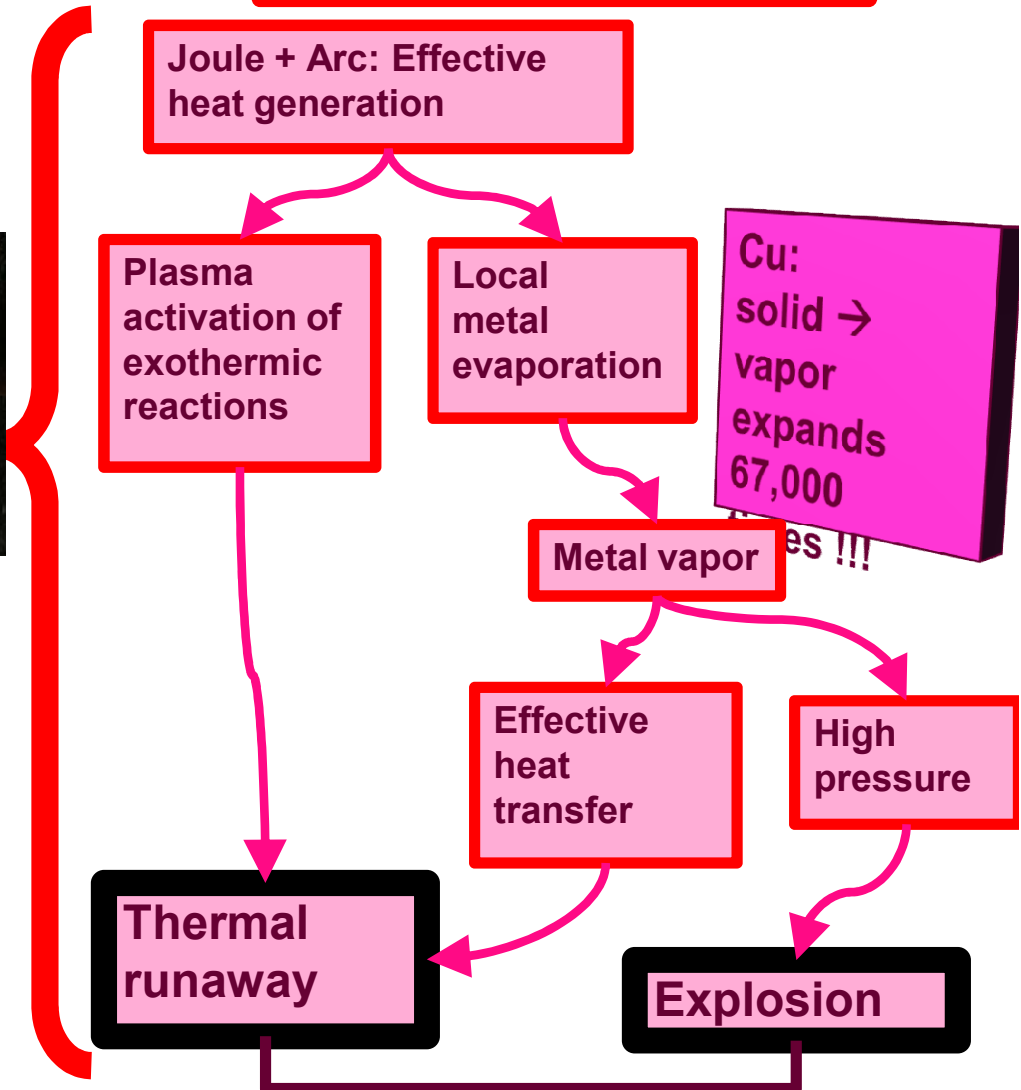 Joule + Arc: Effective
heat generation
Plasma
activation of
exothermic
reactions
Local
metal
evaporation
Cu:
solid →
vapor
expands
67,000
!!!
Metal vapor
Effective
heat
transfer
High
pressure
Thermal
runaway
Explosion